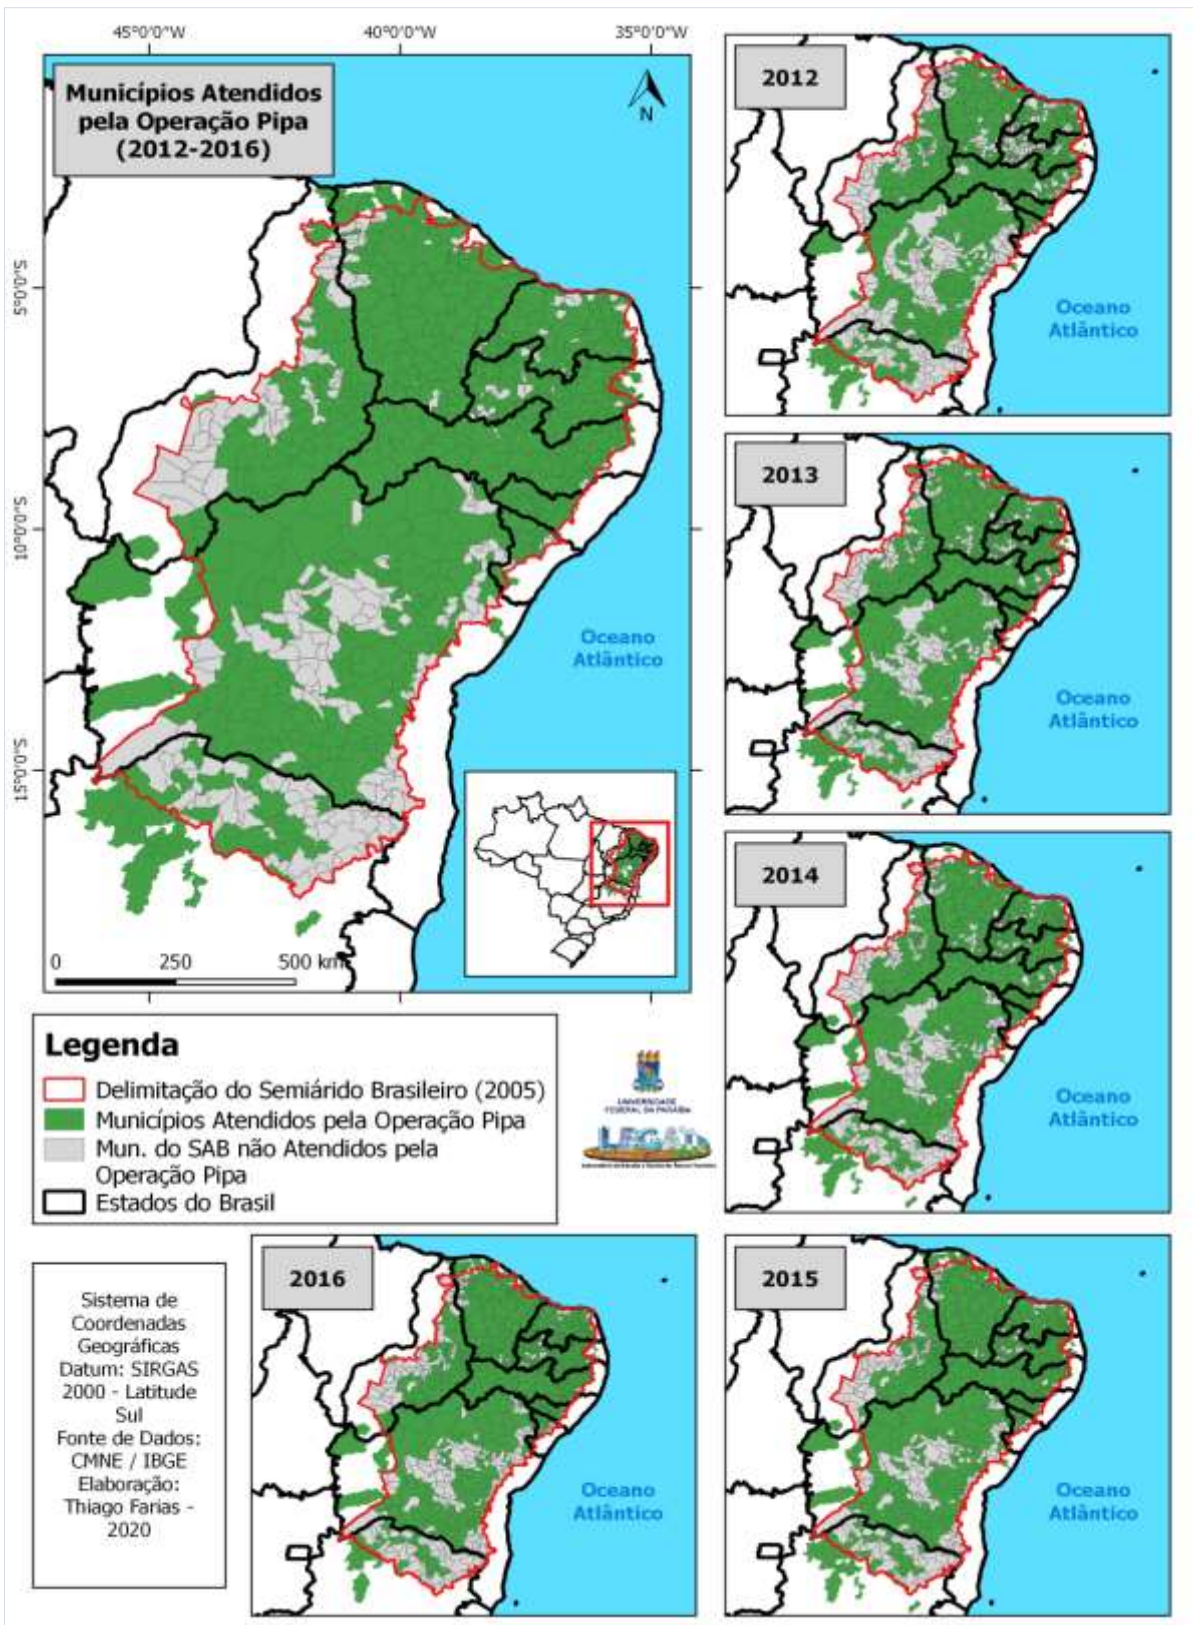 45°0'0"W
40°0'0"W
35°0'0"W
Municípios Atendidos
pela Operação Pipa
(2012-2016)
N
5°0'0"S
10°0'0"S
15°0'0"S
Oceano
Atlântico
0
250
500 km
2012
Oceano
Atlântico
2013
Oceano
Atlântico
2014
Oceano
Atlântico
Legenda
Delimitação do Semiárido Brasileiro (2005)
Municípios Atendidos pela Operação Pipa
Mun. do SAB não Atendidos pela
Operação Pipa
Estados do Brasil
UNIVERSIDADE
FEDERAL DA PARAÍBA
Sistema de
Coordenadas
Geográficas
Datum: SIRGAS
2000 - Latitude
Sul
Fonte de Dados:
CMNE / IBGE
Elaboração:
Thiago Farias -
2020
2016
Oceano
Atlântico
2015
Oceano
Atlântico